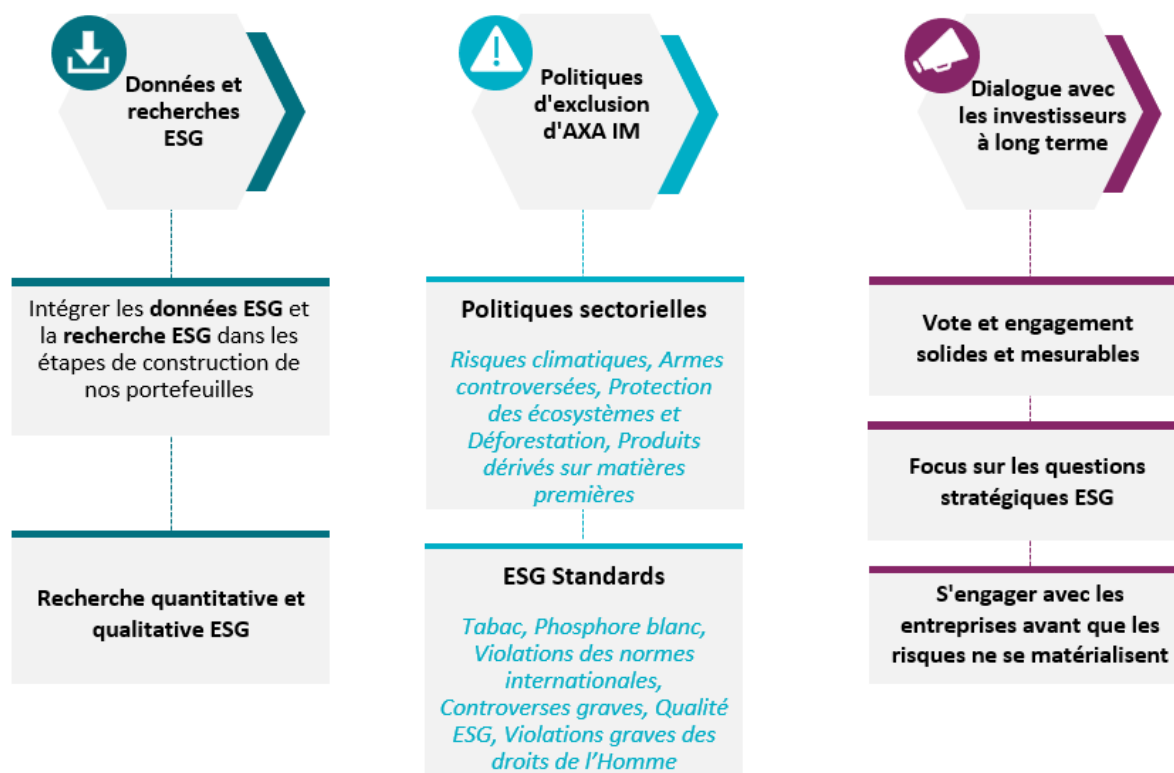 Données et
recherches
ESG
Intégrer les données ESG et
la recherche ESG dans les
étapes de construction de
nos portefeuilles
Recherche quantitative et
qualitative ESG
Politiques
d'exclusion
d'AXA IM
Politiques sectorielles
Risques climatiques, Armes
controversées, Protection
des écosystèmes et
Déforestation, Produits
dérivés sur matières
premières
ESG Standards
Tabac, Phosphore blanc,
Violations des normes
internationales,
Controverses graves, Qualité
ESG, Violations graves des
droits de l’Homme
Dialogue avec
les investisseurs
à long terme
Vote et engagement
solides et mesurables
Focus sur les questions
stratégiques ESG
S'engager avec les
entreprises avant que les
risques ne se matérialisent